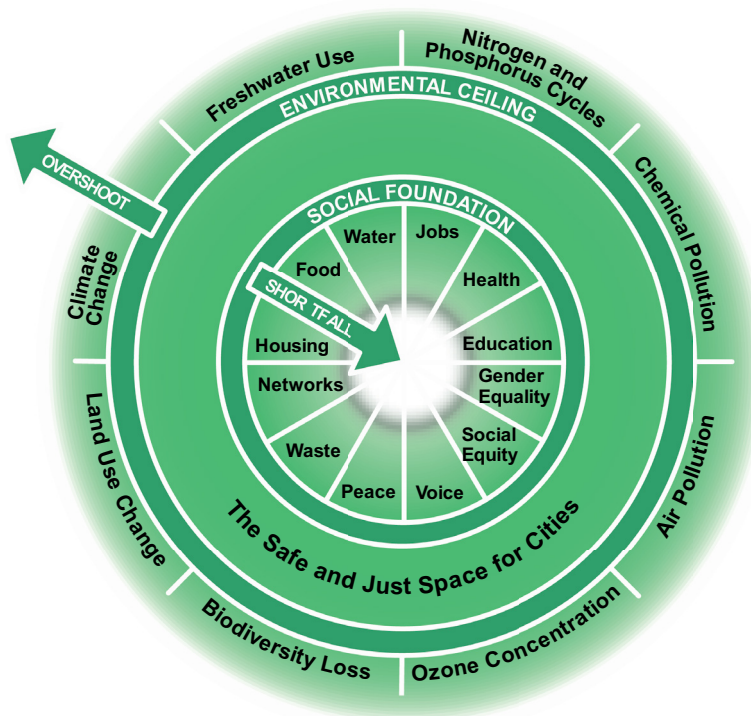 Nitrogen and
Phosphorus Cycles
Freshwater Use
ENVIRONMENTAL CEILING
OVERSHOOT
Chemical Pollution
SOCIAL FOUNDATION
Water
Jobs
Food
Health
Climate
Change
SHOR TFALL
Housing
Education
Networks
Gender
Equality
Land Use Change
Waste
Social
Equity
Air Pollution
Peace
Voice
The Safe and Just Space for Cities
Biodiversity Loss
Ozone Concentration